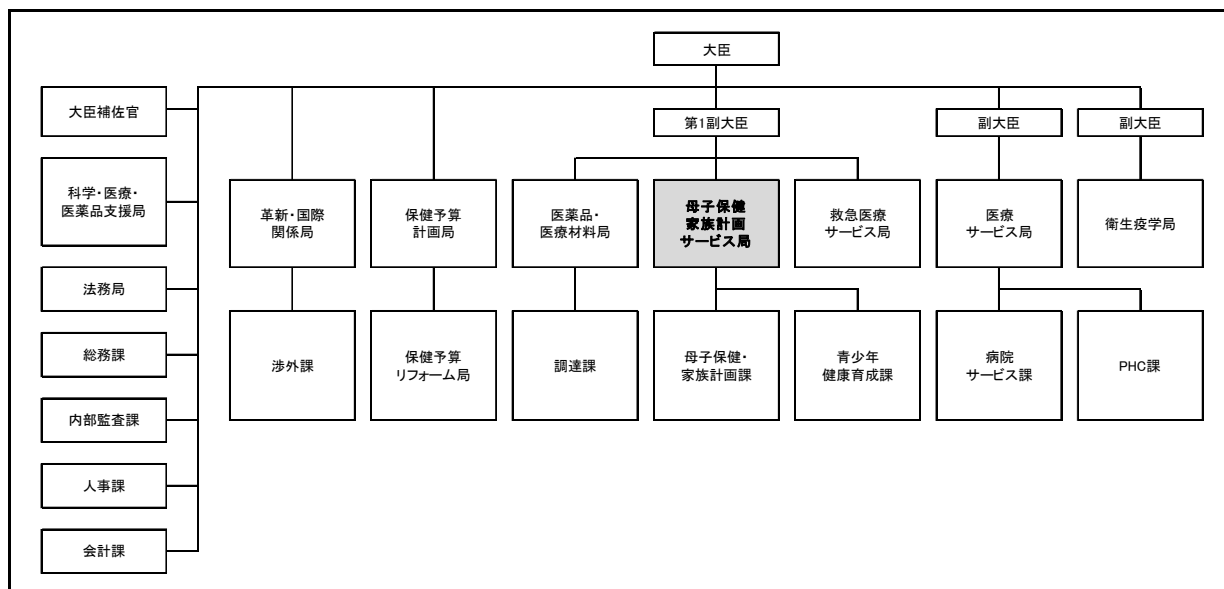 大臣
大臣補佐官
第1副大臣
副大臣
副大臣
科学・医療・
医薬品支援局
革新・国際
関係局
保健予算
計画局
医薬品・
医療材料局
母子保健
家族計画
サービス局
救急医療
サービス局
医療
サービス局
衛生疫学局
法務局
総務課
内部監査課
人事課
会計課
渉外課
保健予算
リフォーム局
調達課
母子保健・
家族計画課
青少年
健康育成課
病院
サービス課
PHC課